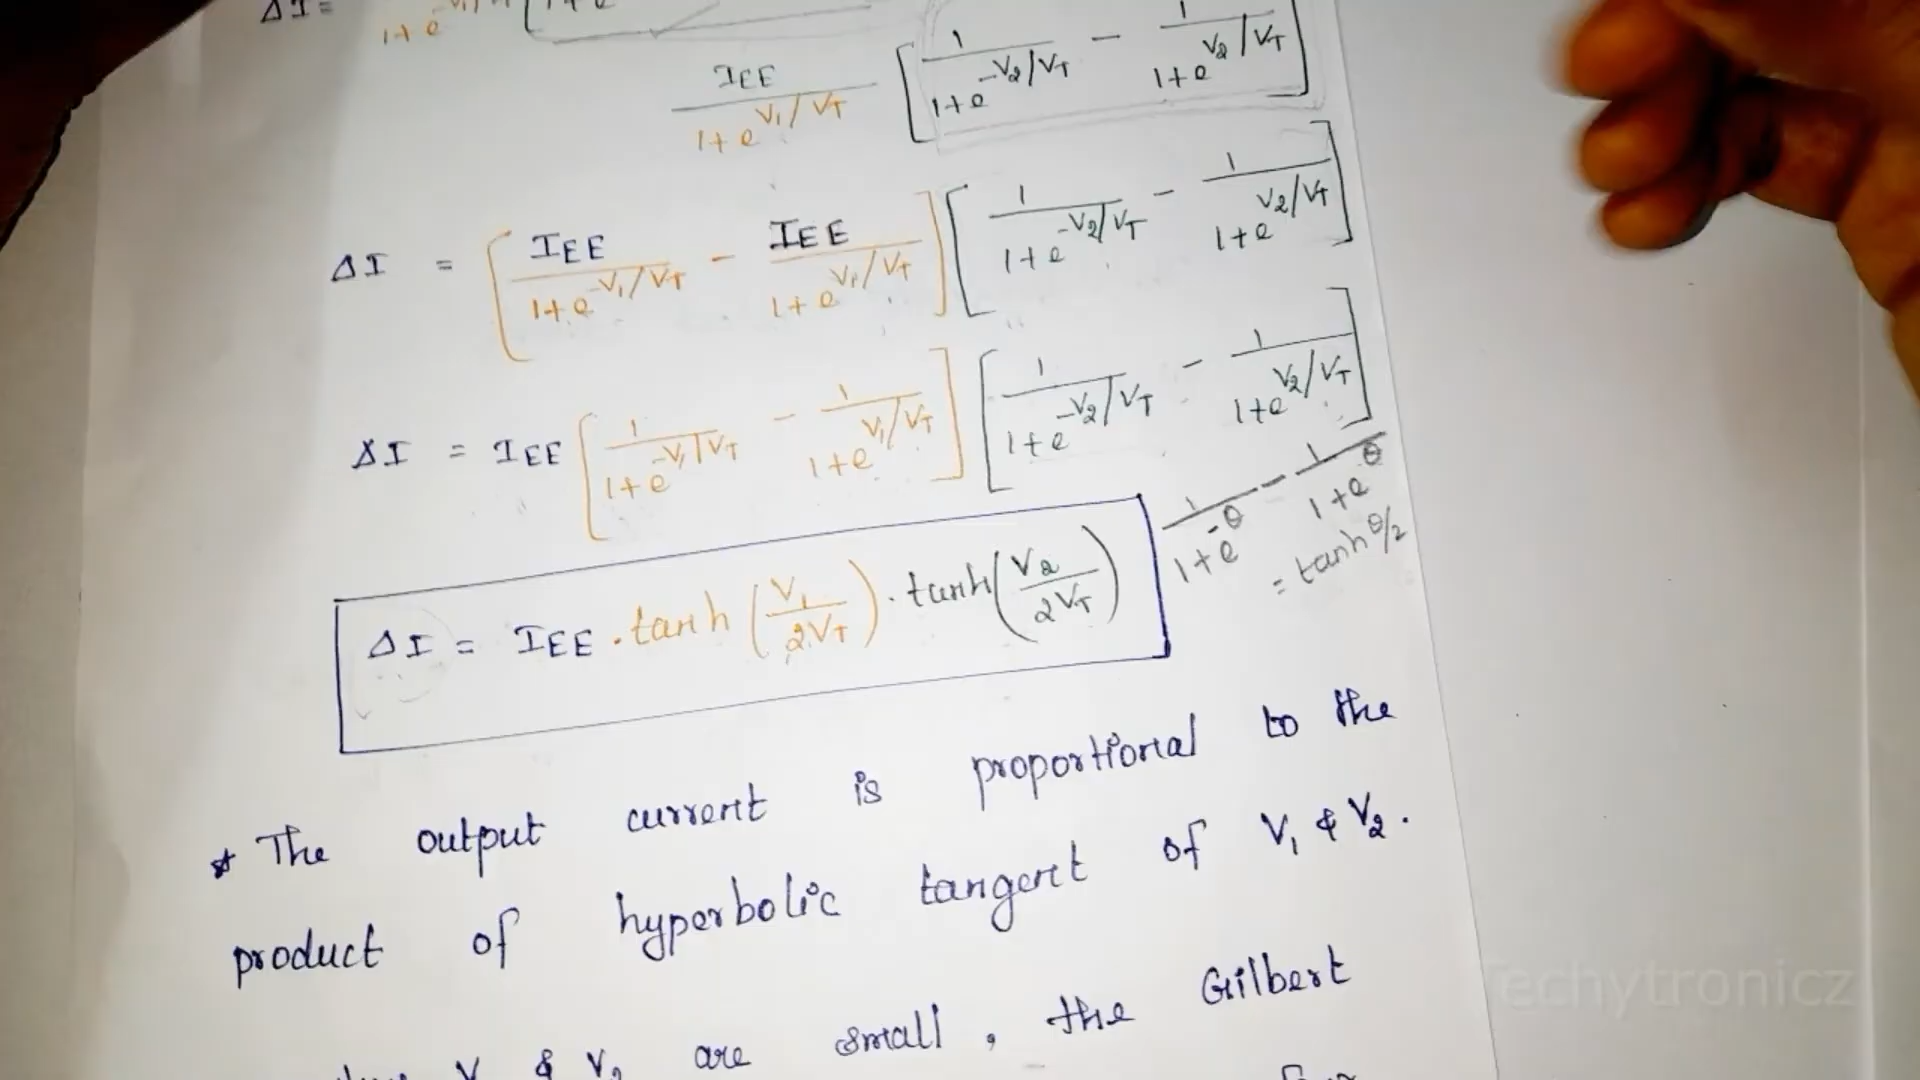 ΔI =
1+e
IEE / (1+e^(V1/VT)) [ 1/(1+e^(-V2/VT)) - 1/(1+e^(V2/VT)) ]
ΔI = [ IEE/(1+e^(-V1/VT)) - IEE/(1+e^(V1/VT)) ] [ 1/(1+e^(-V2/VT)) - 1/(1+e^(V2/VT)) ]
ΔI = IEE [ 1/(1+e^(-V1/VT)) - 1/(1+e^(V1/VT)) ] [ 1/(1+e^(-V2/VT)) - 1/(1+e^(V2/VT)) ]
1/(1+e^(-θ)) - 1/(1+e^θ)
= tanh θ/2
ΔI = IEE . tanh (V1/2VT) . tanh (V2/2VT)
* The output current is proportional to the
product of hyperbolic tangent of V1 & V2.
V & V2 are small, the Gilbert
Techytronicz